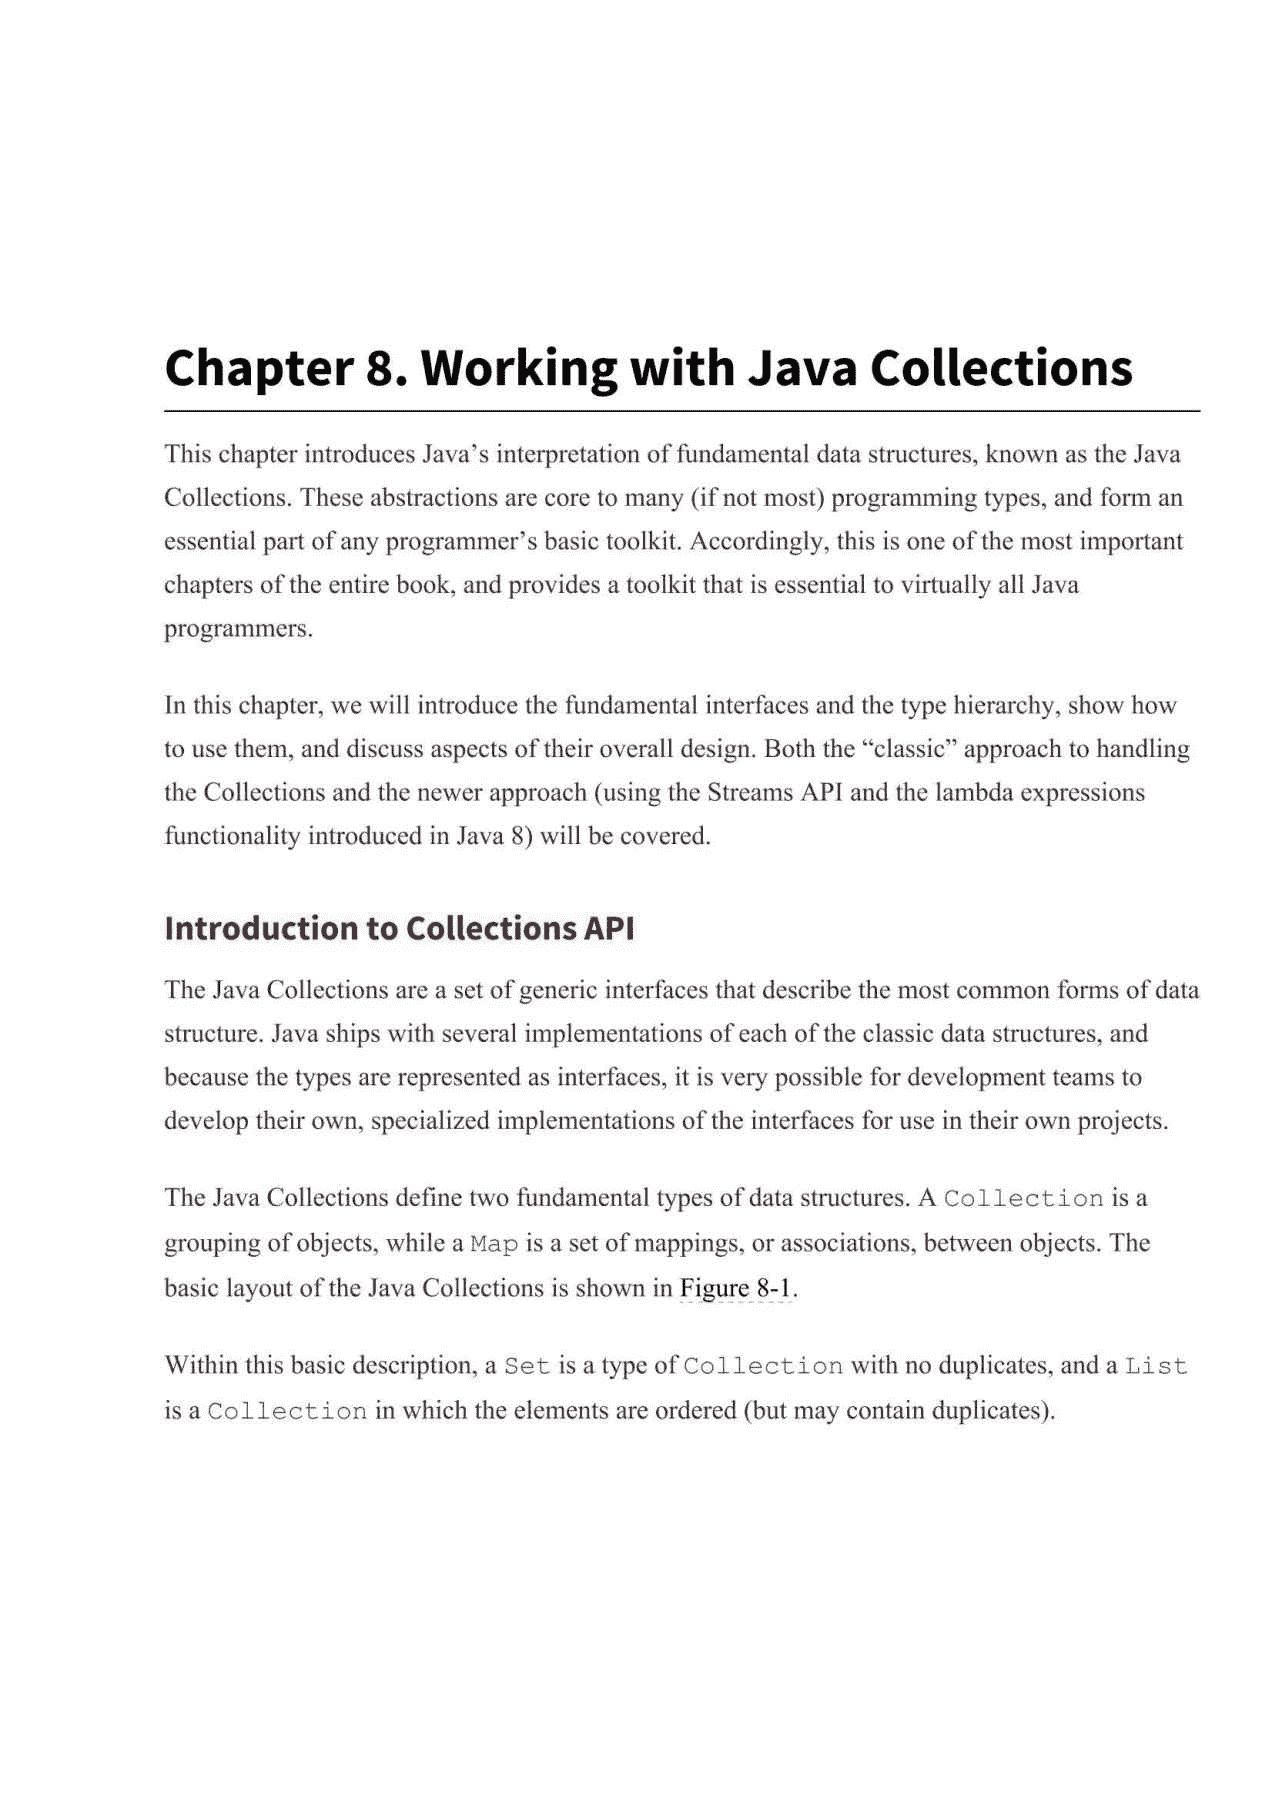 Chapter 8. Working with Java Collections
This chapter introduces Java’s interpretation of fundamental data structures, known as the Java
Collections. These abstractions are core to many (if not most) programming types, and form an
essential part of any programmer’s basic toolkit. Accordingly, this is one of the most important
chapters of the entire book, and provides a toolkit that is essential to virtually all Java
programmers.
In this chapter, we will introduce the fundamental interfaces and the type hierarchy, show how
to use them, and discuss aspects of their overall design. Both the “classic” approach to handling
the Collections and the newer approach (using the Streams API and the lambda expressions
functionality introduced in Java 8) will be covered.
Introduction to Collections API
The Java Collections are a set of generic interfaces that describe the most common forms of data
structure. Java ships with several implementations of each of the classic data structures, and
because the types are represented as interfaces, it is very possible for development teams to
develop their own, specialized implementations of the interfaces for use in their own projects.
The Java Collections define two fundamental types of data structures. A Collection is a
grouping of objects, while a Map is a set of mappings, or associations, between objects. The
basic layout of the Java Collections is shown in Figure 8-1.
Within this basic description, a Set is a type of Collection with no duplicates, and a List
is a Collection in which the elements are ordered (but may contain duplicates).